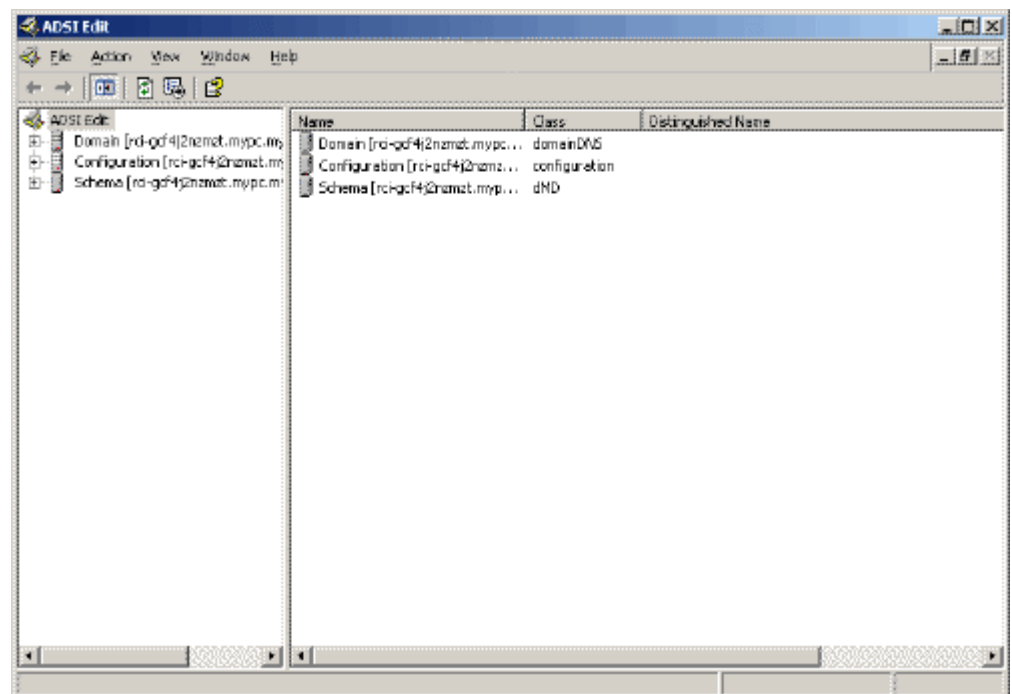 ADSI Edit
File Action View Window Help
ADSI Edit
Domain [rci-gcf4j2nzmzt.mypc.my
Configuration [rci-gcf4j2nzmzt.my
Schema [rci-gcf4j2nzmzt.mypc.m
Name Class Distinguished Name
Domain [rci-gcf4j2nzmzt.mypc... domainDNS
Configuration [rci-gcf4j2nzmz... configuration
Schema [rci-gcf4j2nzmzt.myp... dMD